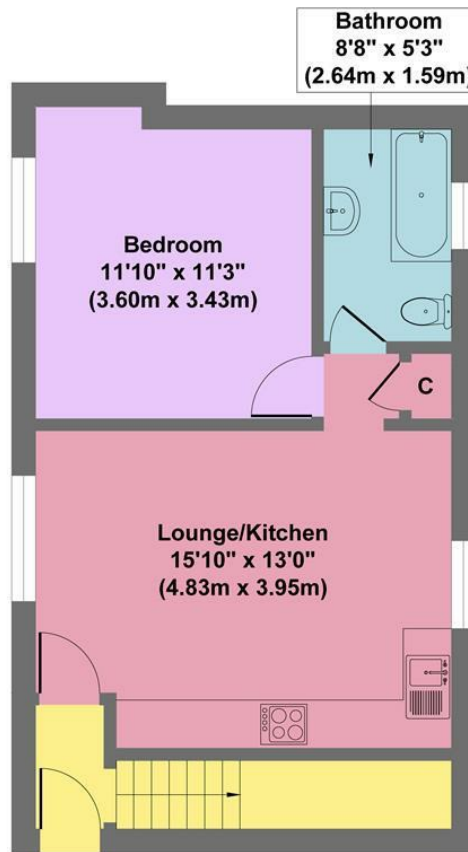 Bathroom
8'8" x 5'3"
(2.64m x 1.59m)
Bedroom
11'10" x 11'3"
(3.60m x 3.43m)
C
Lounge/Kitchen
15'10" x 13'0"
(4.83m x 3.95m)